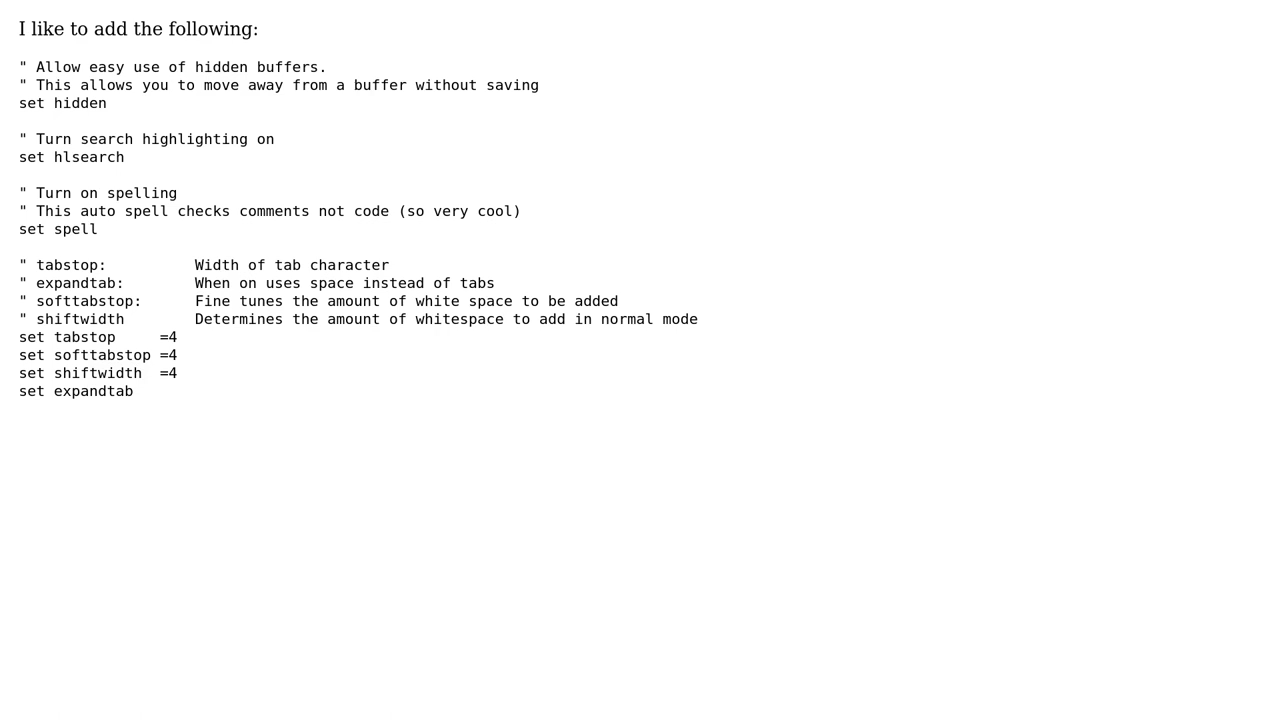 I like to add the following:
" Allow easy use of hidden buffers.
" This allows you to move away from a buffer without saving
set hidden
" Turn search highlighting on
set hlsearch
" Turn on spelling
" This auto spell checks comments not code (so very cool)
set spell
" tabstop:          Width of tab character
" expandtab:        When on uses space instead of tabs
" softtabstop:      Fine tunes the amount of white space to be added
" shiftwidth        Determines the amount of whitespace to add in normal mode
set tabstop     =4
set softtabstop =4
set shiftwidth  =4
set expandtab